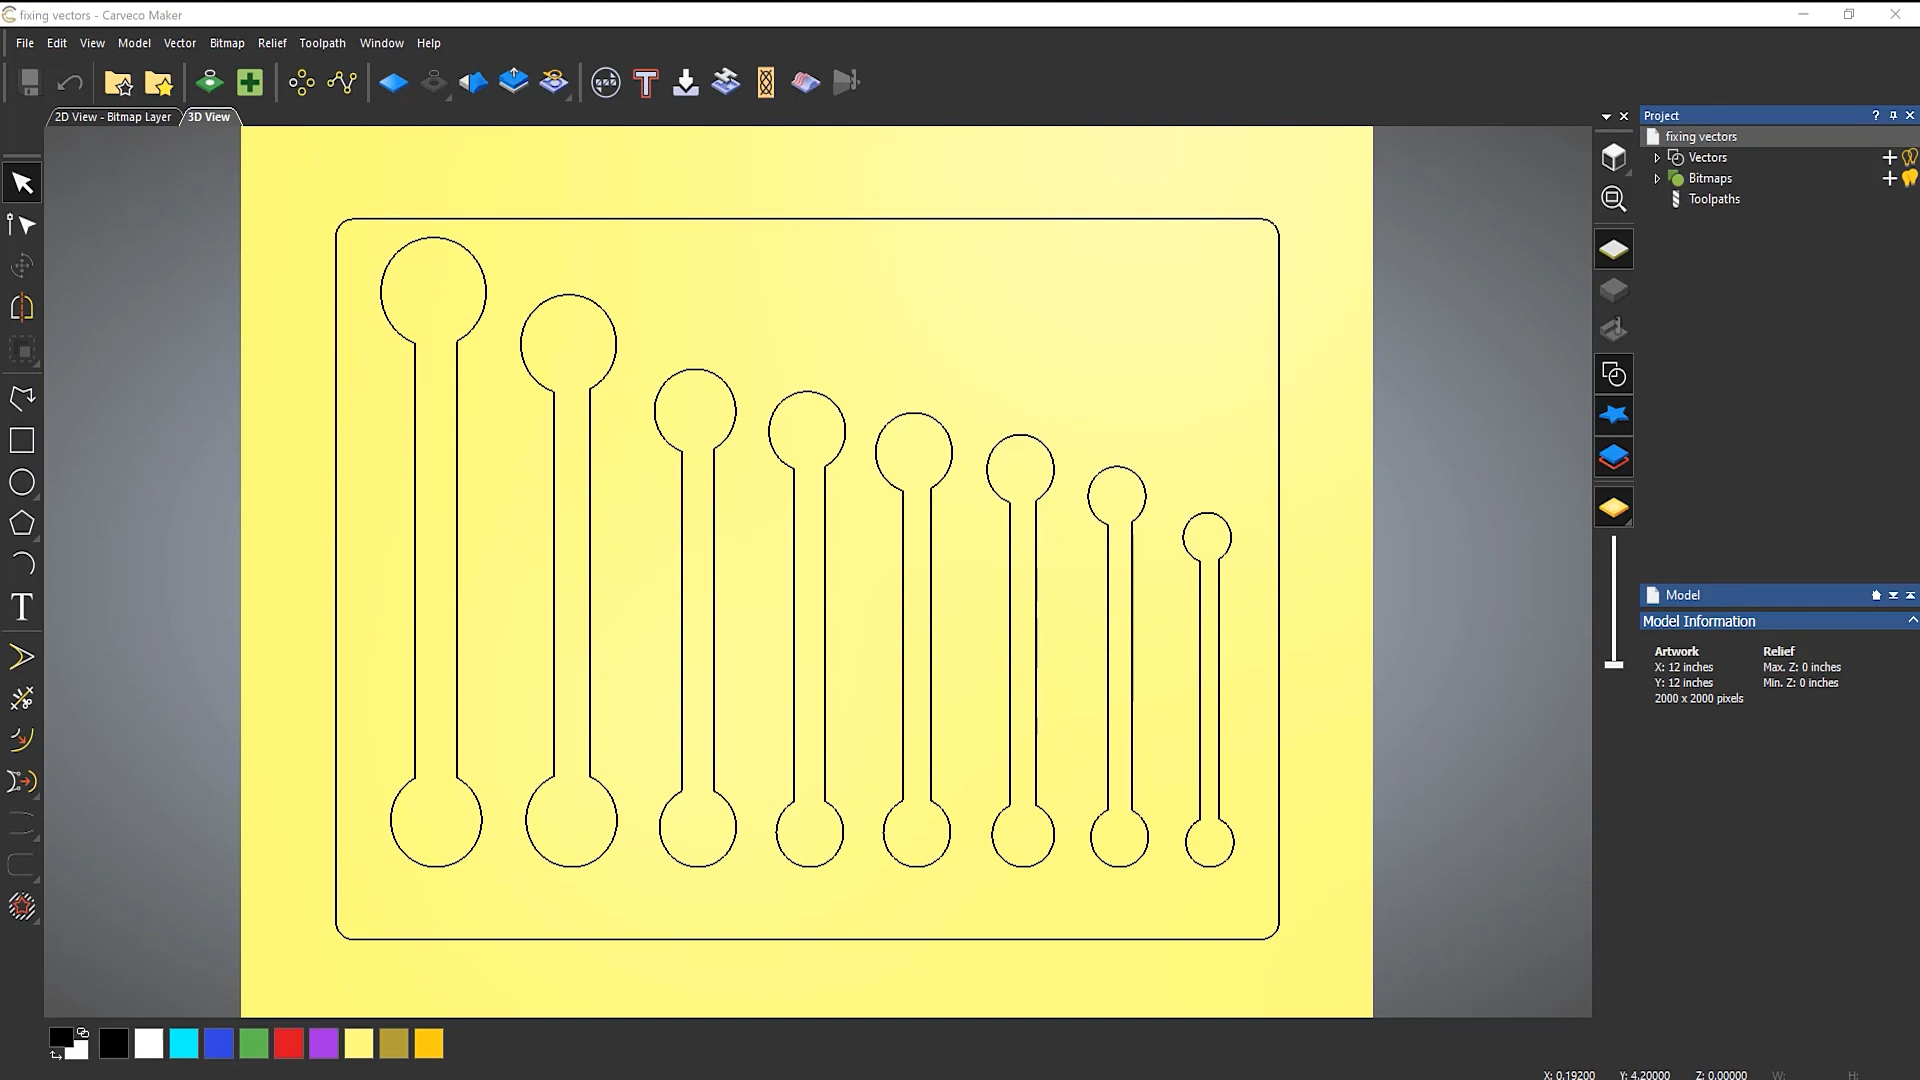 fixing vectors - Carveco Maker
File Edit View Model Vector Bitmap Relief Toolpath Window Help
2D View - Bitmap Layer 3D View
Project ?
fixing vectors
Vectors
Bitmaps
Toolpaths
T
Model
Model Information
Artwork Relief
X: 12 inches Max. Z: 0 inches
Y: 12 inches Min. Z: 0 inches
2000 x 2000 pixels
X: 0.19200 Y: 4.20000 Z: 0.00000 W: H: